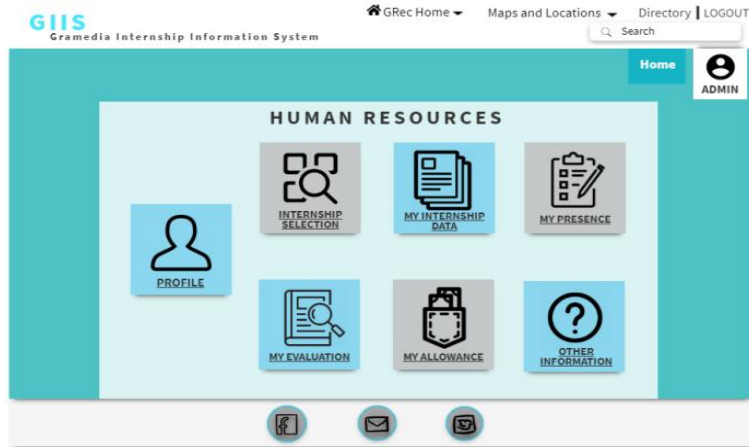 GIIS
Gramedia Internship Information System
GRec Home Maps and Locations Directory | LOGOUT
Search
Home
ADMIN
HUMAN RESOURCES
PROFILE
INTERNSHIP
SELECTION
MY INTERNSHIP
DATA
MY PRESENCE
MY EVALUATION
MY ALLOWANCE
OTHER
INFORMATION